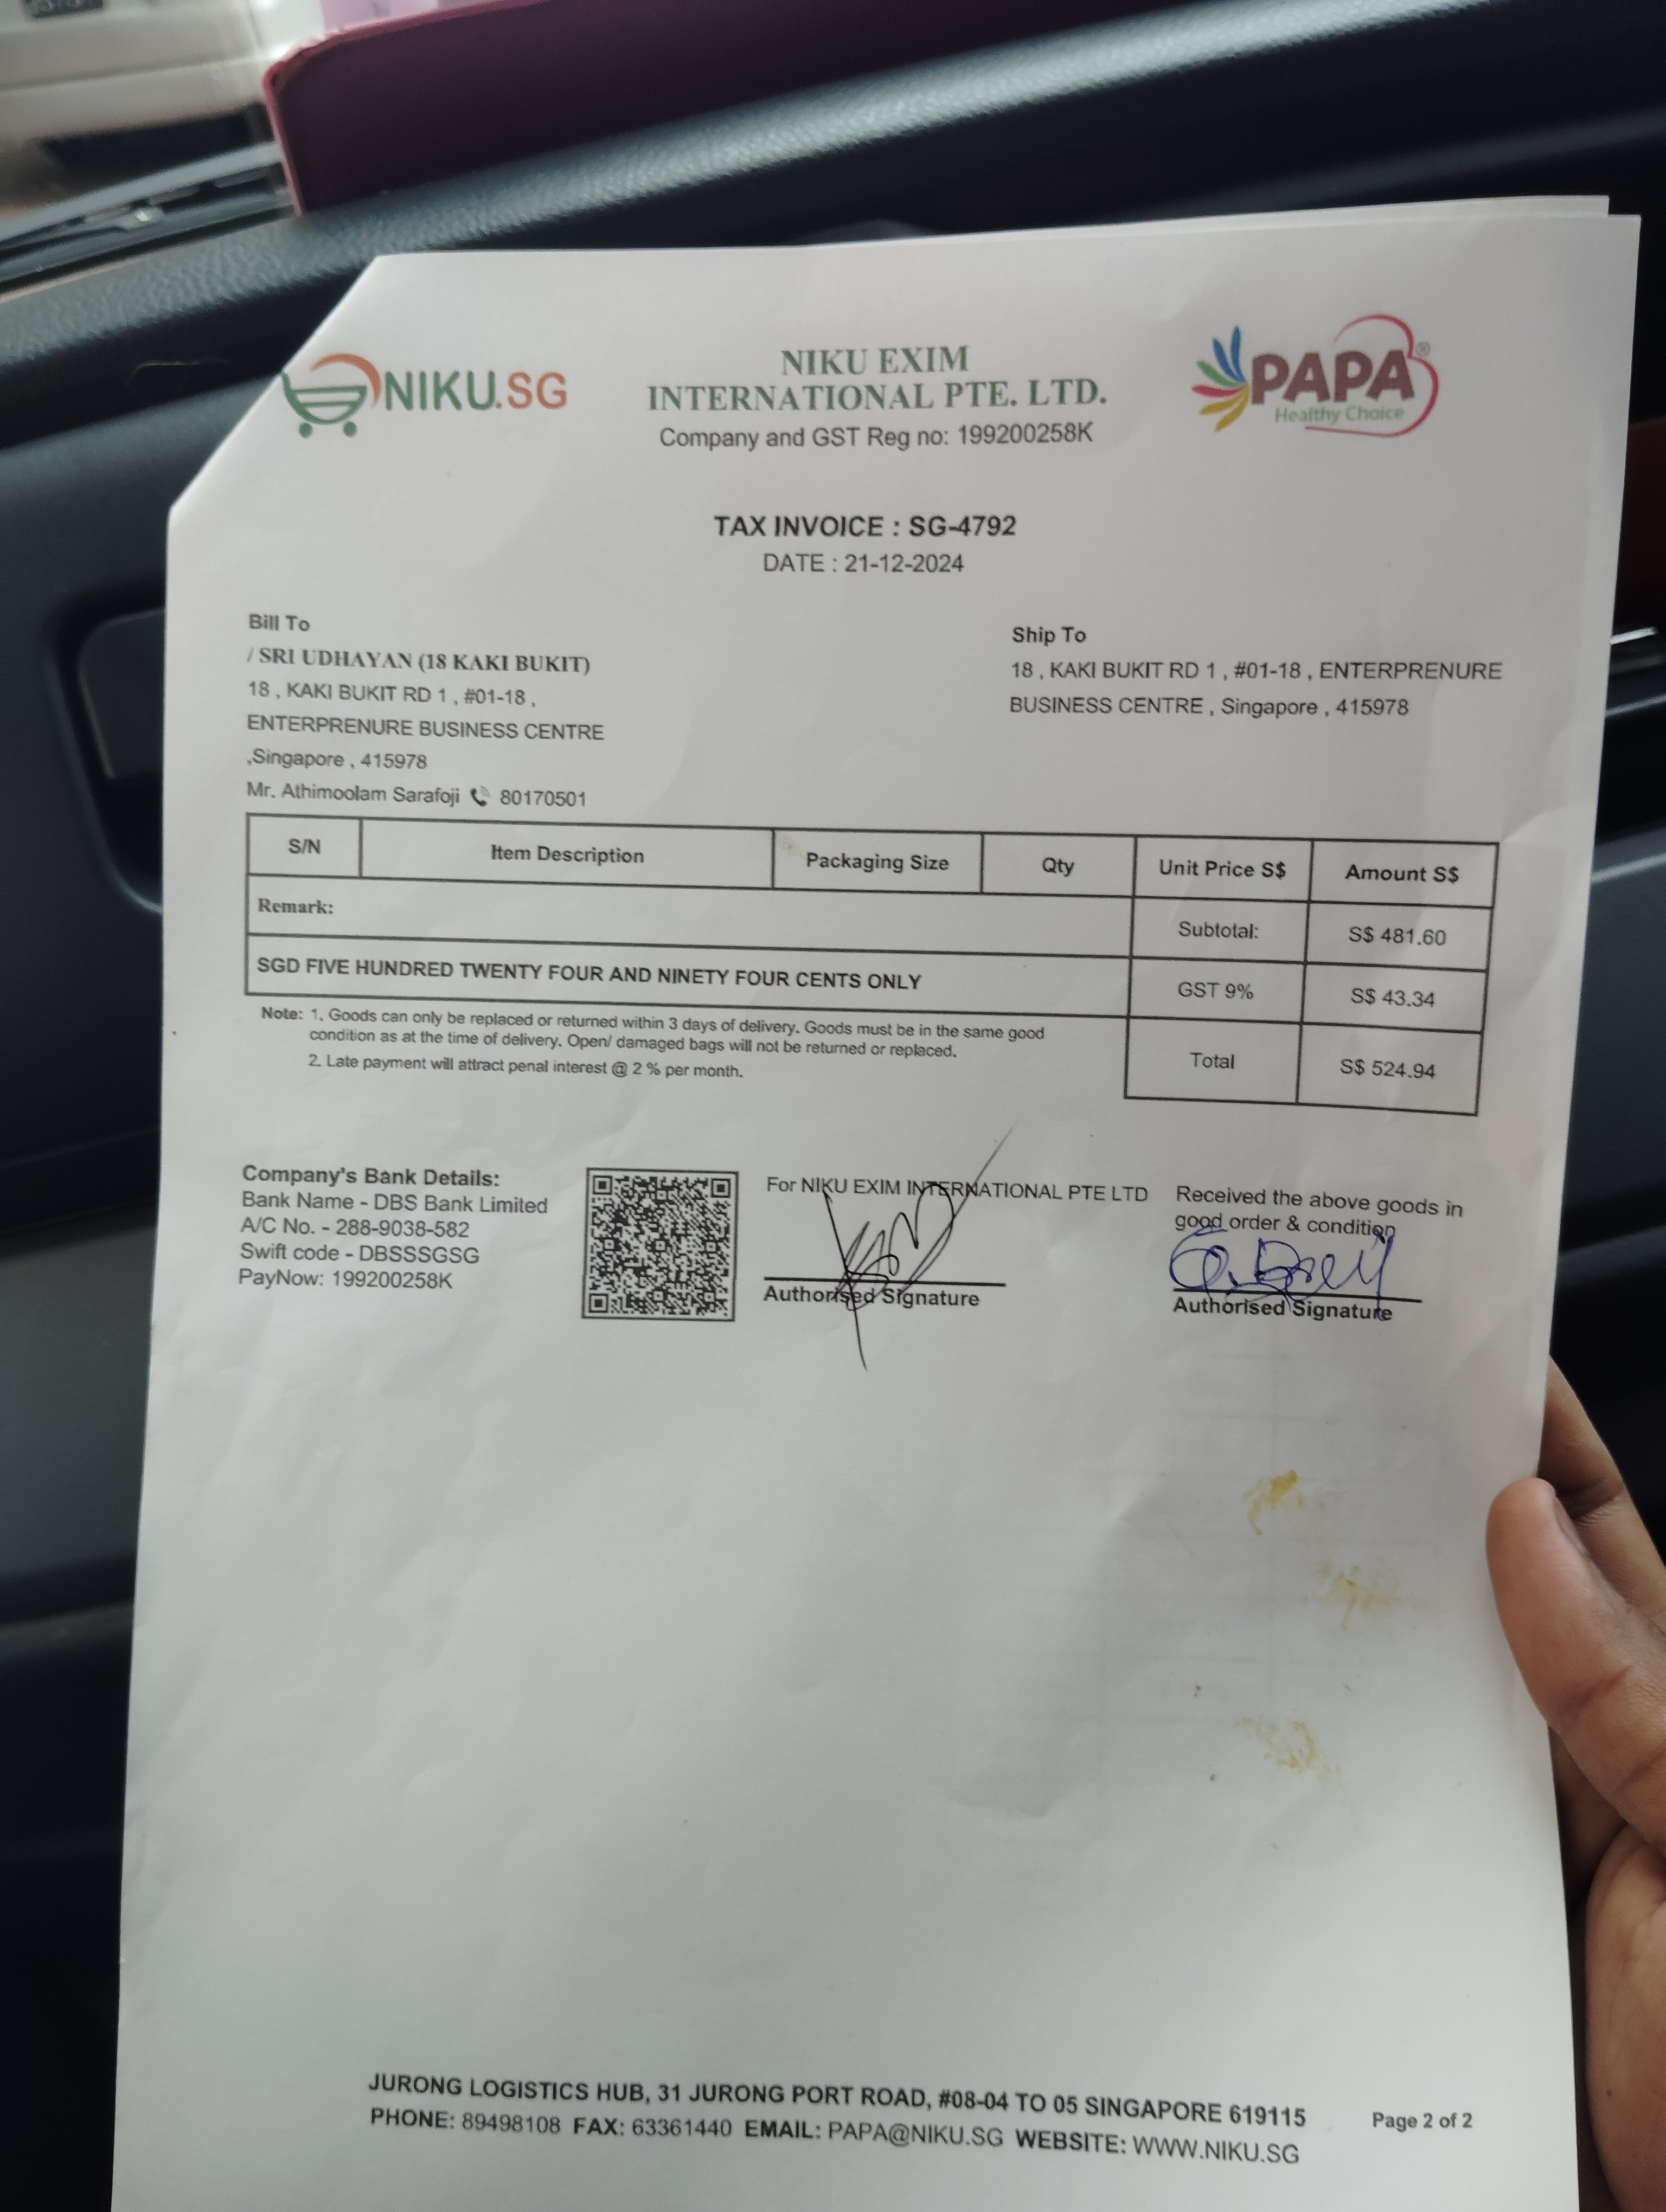 NIKU.SG
NIKU EXIM
INTERNATIONAL PTE. LTD.
Company and GST Reg no: 199200258K
PAPA®
Healthy Choice
TAX INVOICE : SG-4792
DATE : 21-12-2024
Bill To
/ SRI UDHAYAN (18 KAKI BUKIT)
18 , KAKI BUKIT RD 1 , #01-18 ,
ENTERPRENURE BUSINESS CENTRE
,Singapore , 415978
Mr. Athimoolam Sarafoji 80170501
Ship To
18 , KAKI BUKIT RD 1 , #01-18 , ENTERPRENURE
BUSINESS CENTRE , Singapore , 415978
S/N Item Description Packaging Size Qty Unit Price S$ Amount S$
Remark:
Subtotal: S$ 481.60
SGD FIVE HUNDRED TWENTY FOUR AND NINETY FOUR CENTS ONLY
GST 9% S$ 43.34
Total S$ 524.94
Note: 1. Goods can only be replaced or returned within 3 days of delivery. Goods must be in the same good
condition as at the time of delivery. Open/ damaged bags will not be returned or replaced.
2. Late payment will attract penal interest @ 2 % per month.
Company's Bank Details:
Bank Name - DBS Bank Limited
A/C No. - 288-9038-582
Swift code - DBSSSGSG
PayNow: 199200258K
For NIKU EXIM INTERNATIONAL PTE LTD
Authorised Signature
Received the above goods in
good order & condition
Authorised Signature
JURONG LOGISTICS HUB, 31 JURONG PORT ROAD, #08-04 TO 05 SINGAPORE 619115
PHONE: 89498108 FAX: 63361440 EMAIL: PAPA@NIKU.SG WEBSITE: WWW.NIKU.SG
Page 2 of 2